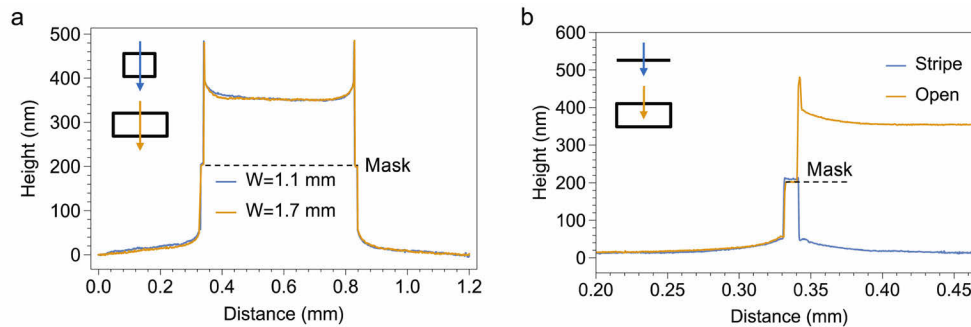 a
500
400
300
200
100
0
Height (nm)
Mask
W=1.1 mm
W=1.7 mm
0.0 0.2 0.4 0.6 0.8 1.0 1.2
Distance (mm)
b
600
500
400
300
200
100
0
Height (nm)
Stripe
Open
Mask
0.20 0.25 0.30 0.35 0.40 0.45
Distance (mm)